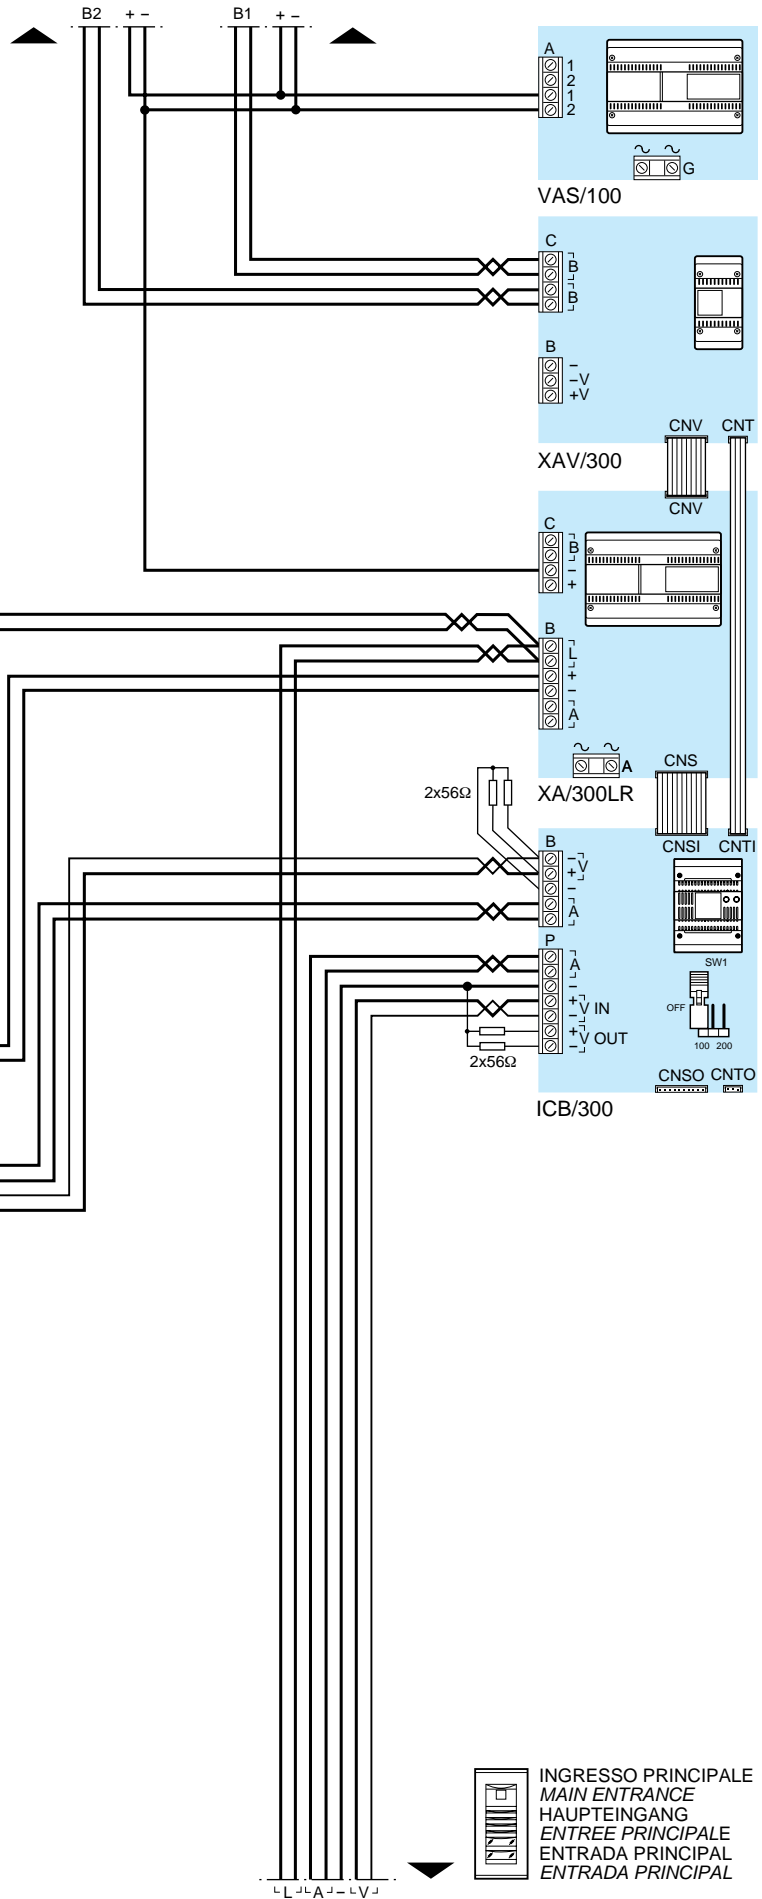 B2 + − B1 + −
A
1
2
1
2
G
VAS/100
C
B
B
B
−
−V
+V
CNV CNT
XAV/300
CNV
C
B
−
+
B
L
+
−
A
A
CNS
2x56Ω
XA/300LR
CNSI CNTI
B
− V
+
−
A
SW1
P
A
−
+ V IN
−
+ V OUT
−
OFF
100 200
2x56Ω
CNSO CNTO
ICB/300
INGRESSO PRINCIPALE
MAIN ENTRANCE
HAUPTEINGANG
ENTREE PRINCIPALE
ENTRADA PRINCIPAL
ENTRADA PRINCIPAL
L A − V